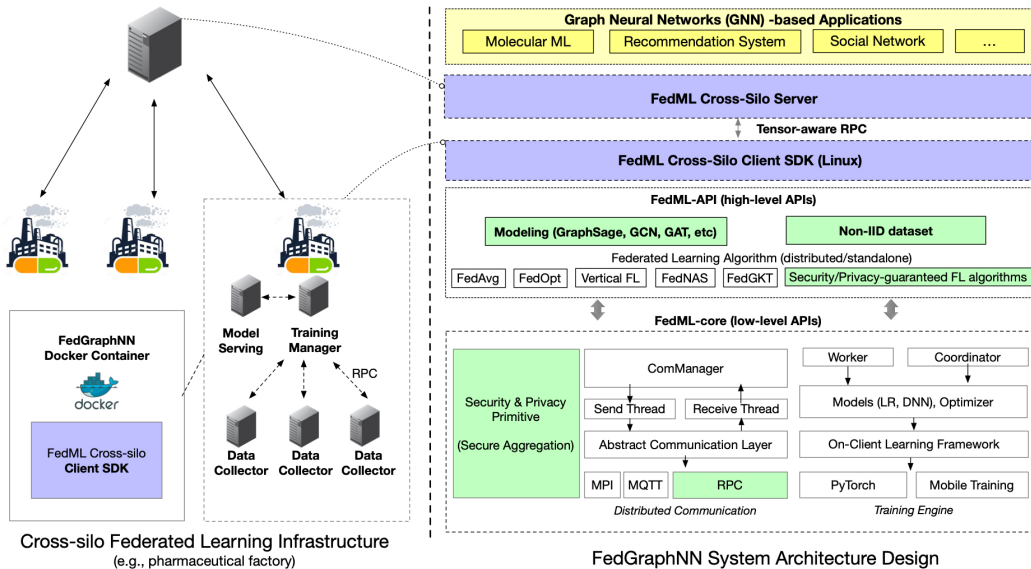 Model
Serving
Training
Manager
RPC
Data
Collector
Data
Collector
Data
Collector
FedGraphNN
Docker Container
docker
FedML Cross-silo
Client SDK
Cross-silo Federated Learning Infrastructure
(e.g., pharmaceutical factory)
Graph Neural Networks (GNN) -based Applications
Molecular ML
Recommendation System
Social Network
...
FedML Cross-Silo Server
Tensor-aware RPC
FedML Cross-Silo Client SDK (Linux)
FedML-API (high-level APIs)
Modeling (GraphSage, GCN, GAT, etc)
Non-IID dataset
Federated Learning Algorithm (distributed/standalone)
FedAvg
FedOpt
Vertical FL
FedNAS
FedGKT
Security/Privacy-guaranteed FL algorithms
FedML-core (low-level APIs)
Security & Privacy
Primitive
(Secure Aggregation)
ComManager
Send Thread
Receive Thread
Abstract Communication Layer
MPI
MQTT
RPC
Distributed Communication
Worker
Coordinator
Models (LR, DNN), Optimizer
On-Client Learning Framework
PyTorch
Mobile Training
Training Engine
FedGraphNN System Architecture Design